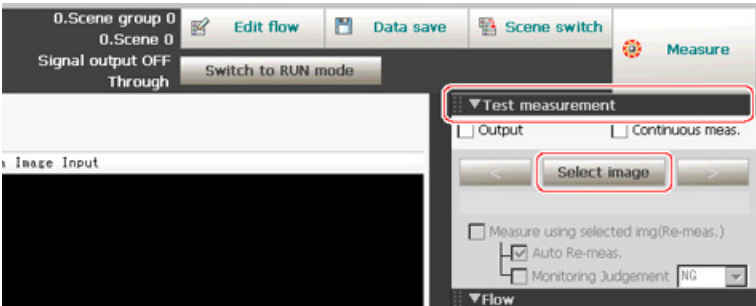 0.Scene group 0
0.Scene 0
Signal output OFF
Through
Edit flow
Data save
Scene switch
Measure
Switch to RUN mode
▼Test measurement
Output
Continuous meas.
Image Input
<
Select image
>
Measure using selected img(Re-meas.)
Auto Re-meas.
Monitoring Judgement NG
▼Flow